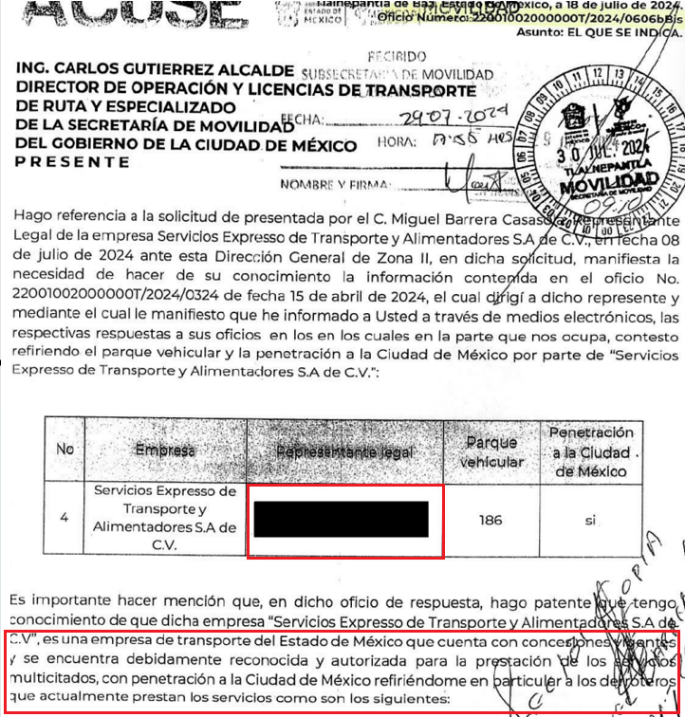 ACUSE
Tlalnepantla de Baz, Estado de México, a 18 de julio de 2024.
MOVILIDAD
Oficio Número: 22001002000000T/2024/0606bBis
Asunto: EL QUE SE INDICA.
RECIBIDO
ING. CARLOS GUTIERREZ ALCALDE
SUBSECRETARIA DE MOVILIDAD
DIRECTOR DE OPERACIÓN Y LICENCIAS DE TRANSPORTE
DE RUTA Y ESPECIALIZADO
FECHA: 29-07-2024
DE LA SECRETARÍA DE MOVILIDAD
HORA:
DEL GOBIERNO DE LA CIUDAD DE MÉXICO
P R E S E N T E
NOMBRE Y FIRMA:
30 JUL. 2024
TLALNEPANTLA
MOVILIDAD
SECRETARÍA DE MOVILIDAD
09:10
Hago referencia a la solicitud de presentada por el C. Miguel Barrera Casasola, Representante
Legal de la empresa Servicios Expresso de Transporte y Alimentadores S.A de C.V., en fecha 08
de julio de 2024 ante esta Dirección General de Zona II, en dicha solicitud, manifiesta la
necesidad de hacer de su conocimiento la información contenida en el oficio No.
22001002000000T/2024/0324 de fecha 15 de abril de 2024, el cual dirigí a dicho represente y
mediante el cual le manifiesto que he informado a Usted a través de medios electrónicos, las
respectivas respuestas a sus oficios en los en los cuales en la parte que nos ocupa, contesto
refiriendo el parque vehicular y la penetración a la Ciudad de México por parte de "Servicios
Expresso de Transporte y Alimentadores S.A de C.V.":
No Empresa Representante legal Parque vehícular Penetración a la Ciudad de México
4 Servicios Expresso de Transporte y Alimentadores S.A de C.V. 186 si
Es importante hacer mención que, en dicho oficio de respuesta, hago patente que tengo
conocimiento de que dicha empresa "Servicios Expresso de Transporte y Alimentadores S.A de
C.V", es una empresa de transporte del Estado de México que cuenta con concesiones vigentes
y se encuentra debidamente reconocida y autorizada para la prestación de los servicios
multicitados, con penetración a la Ciudad de México refiriéndome en particular a los derroteros
que actualmente prestan los servicios como son los siguientes: